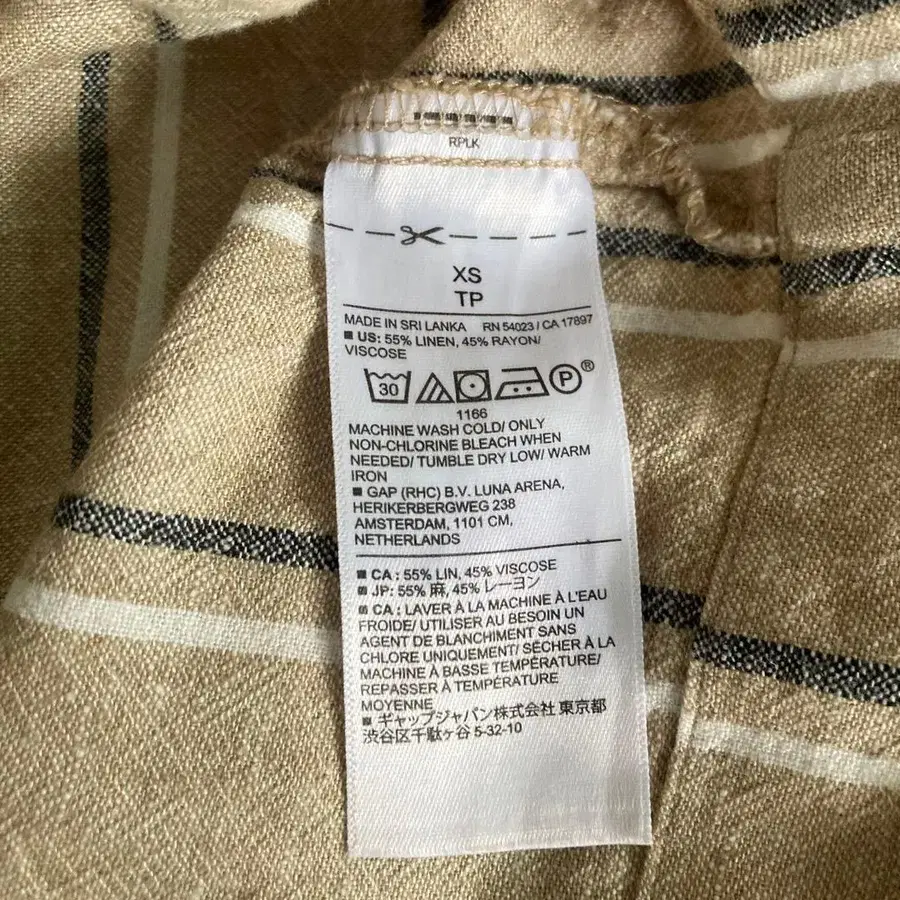 RPLK
XS
TP
MADE IN SRI LANKA RN 54023 / CA 17897
■ US: 55% LINEN, 45% RAYON/
VISCOSE
30 P ®
1166
MACHINE WASH COLD/ ONLY
NON-CHLORINE BLEACH WHEN
NEEDED/ TUMBLE DRY LOW/ WARM
IRON
■ GAP (RHC) B.V. LUNA ARENA,
HERIKERBERGWEG 238
AMSTERDAM, 1101 CM,
NETHERLANDS
■ CA : 55% LIN, 45% VISCOSE
■ JP: 55% 麻, 45% レーヨン
■ CA : LAVER À LA MACHINE À L'EAU
FROIDE/ UTILISER AU BESOIN UN
AGENT DE BLANCHIMENT SANS
CHLORE UNIQUEMENT/ SÉCHER À LA
MACHINE À BASSE TEMPÉRATURE/
REPASSER À TEMPÉRATURE
MOYENNE
■ ギャップジャパン株式会社 東京都
渋谷区千駄ヶ谷 5-32-10